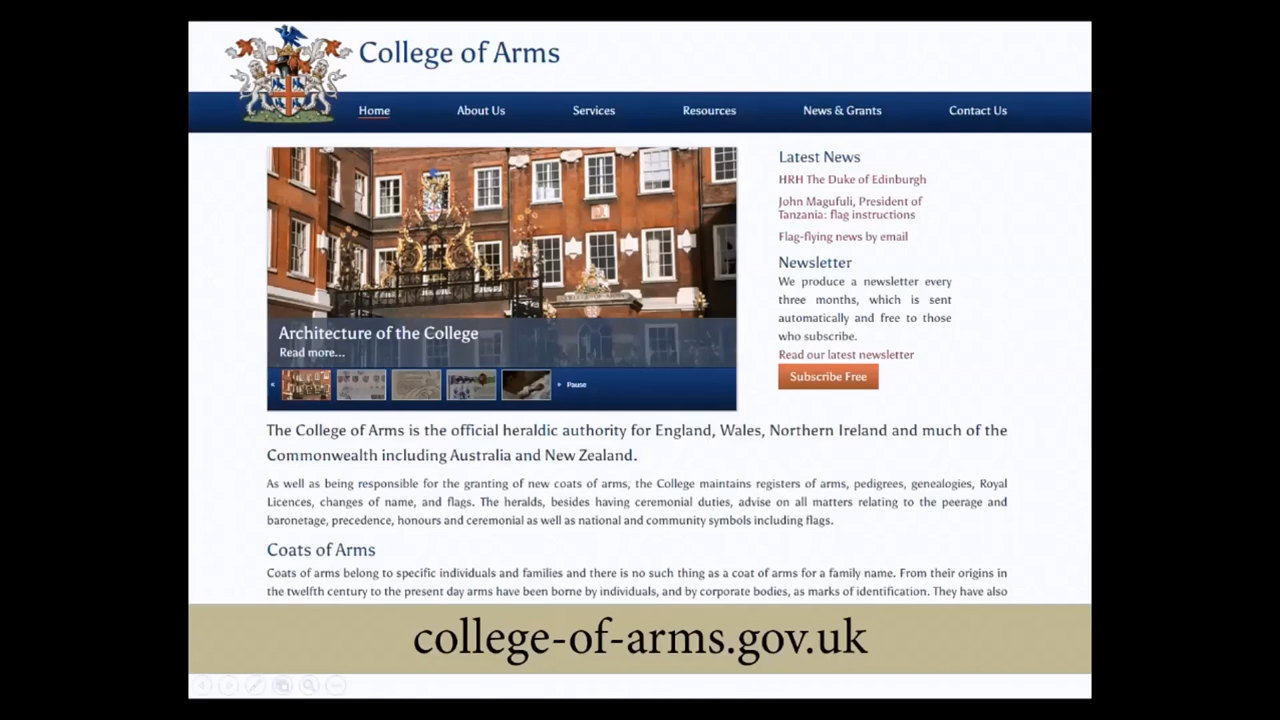 College of Arms
Home
About Us
Services
Resources
News & Grants
Contact Us
Architecture of the College
Read more...
«
»
Pause
Latest News
HRH The Duke of Edinburgh
John Magufuli, President of
Tanzania: flag instructions
Flag-flying news by email
Newsletter
We produce a newsletter every
three months, which is sent
automatically and free to those
who subscribe.
Read our latest newsletter
Subscribe Free
The College of Arms is the official heraldic authority for England, Wales, Northern Ireland and much of the
Commonwealth including Australia and New Zealand.
As well as being responsible for the granting of new coats of arms, the College maintains registers of arms, pedigrees, genealogies, Royal
Licences, changes of name, and flags. The heralds, besides having ceremonial duties, advise on all matters relating to the peerage and
baronetage, precedence, honours and ceremonial as well as national and community symbols including flags.
Coats of Arms
Coats of arms belong to specific individuals and families and there is no such thing as a coat of arms for a family name. From their origins in
the twelfth century to the present day arms have been borne by individuals, and by corporate bodies, as marks of identification. They have also
college-of-arms.gov.uk